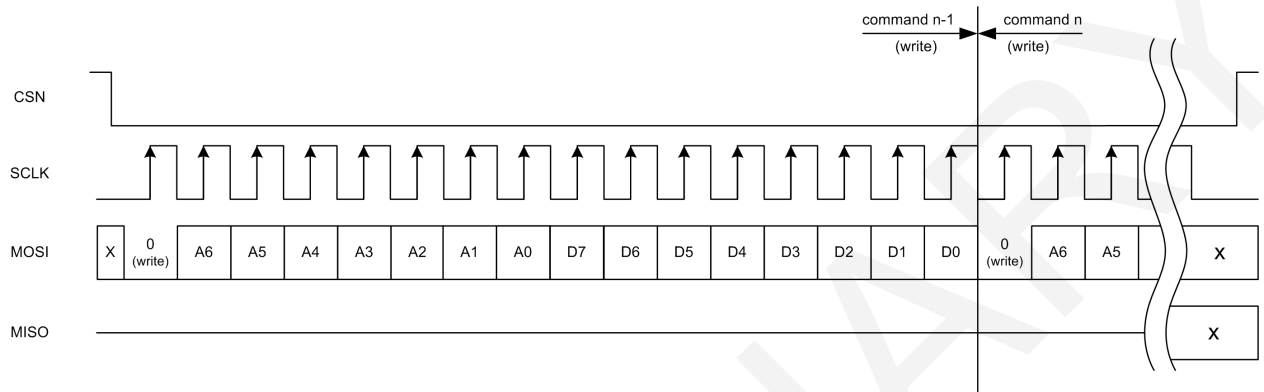 command n-1 command n
(write) (write)
CSN
SCLK
MOSI X 0 A6 A5 A4 A3 A2 A1 A0 D7 D6 D5 D4 D3 D2 D1 D0 0 A6 A5 X
(write) (write)
MISO X